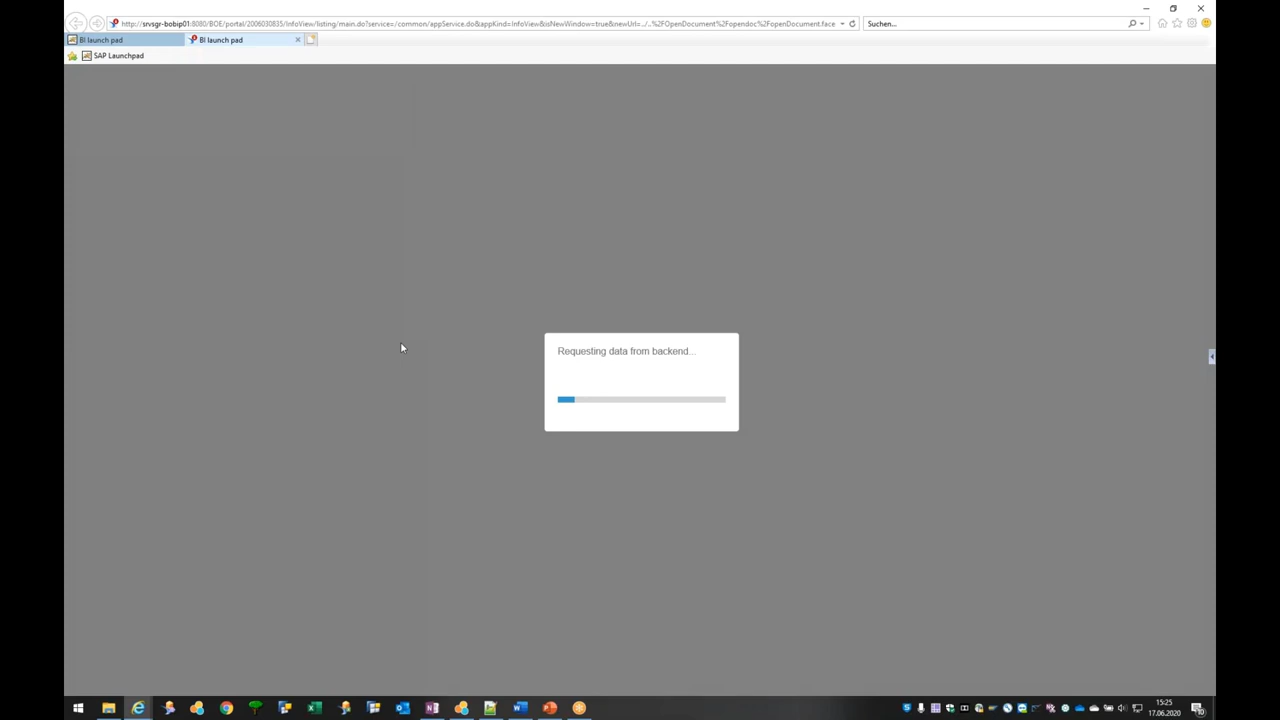 http://srvsgr-bobip01:8080/BOE/portal/2006030835/InfoView/listing/main.do?service=/common/appService.do&appKind=InfoView&isNewWindow=true&newUrl=../..%2FOpenDocument%2Fopendoc%2FopenDocument.face
Suchen...
BI launch pad
BI launch pad
SAP Launchpad
Requesting data from backend...
15:25
17.06.2020